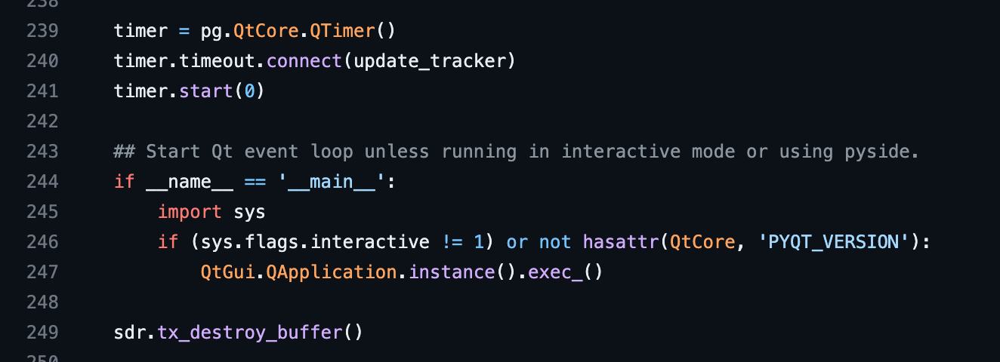 238
239 timer = pg.QtCore.QTimer()
240 timer.timeout.connect(update_tracker)
241 timer.start(0)
242
243 ## Start Qt event loop unless running in interactive mode or using pyside.
244 if __name__ == '__main__':
245     import sys
246     if (sys.flags.interactive != 1) or not hasattr(QtCore, 'PYQT_VERSION'):
247         QtGui.QApplication.instance().exec_()
248
249 sdr.tx_destroy_buffer()
250